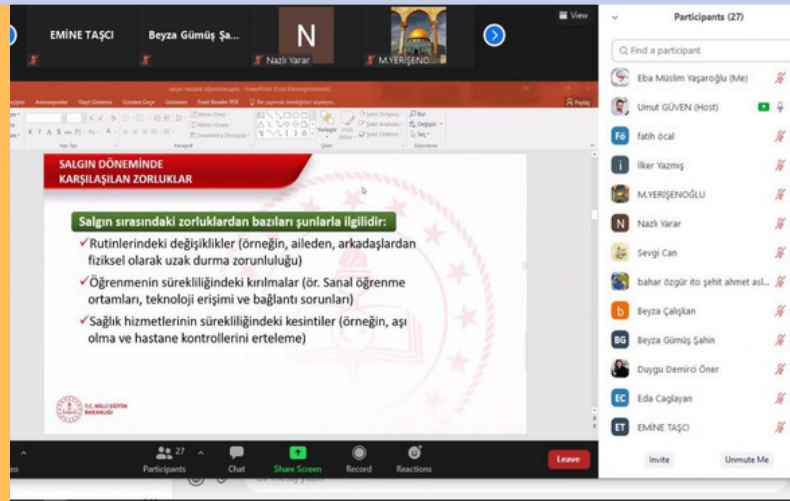 EMİNE TAŞCI
Beyza Gümüş Şa...
N
Nazlı Yarar
M.YERİŞENO...
View
SALGIN DÖNEMİNDE
KARŞILAŞILAN ZORLUKLAR
Salgın sırasındaki zorluklardan bazıları şunlarla ilgilidir:
✓Rutinlerindeki değişiklikler (örneğin, aileden, arkadaşlardan
fiziksel olarak uzak durma zorunluluğu)
✓Öğrenmenin sürekliliğindeki kırılmalar (ör. Sanal öğrenme
ortamları, teknoloji erişimi ve bağlantı sorunları)
✓Sağlık hizmetlerinin sürekliliğindeki kesintiler (örneğin, aşı
olma ve hastane kontrollerini erteleme)
T.C. MİLLÎ EĞİTİM
BAKANLIĞI
27
Participants
Chat
Share Screen
Record
Reactions
Leave
Participants (27)
Find a participant
Eba Müslim Yaşaroğlu (Me)
Umut GÜVEN (Host)
Fö fatih öcal
i İlker Yazmış
M.YERİŞENOĞLU
N Nazlı Yarar
Sevgi Can
bahar özgür ito şehit ahmet asl...
b Beyza Çalışkan
BG Beyza Gümüş Şahin
Duygu Demirci Öner
EC Eda Caglayan
ET EMİNE TAŞCI
Invite
Unmute Me